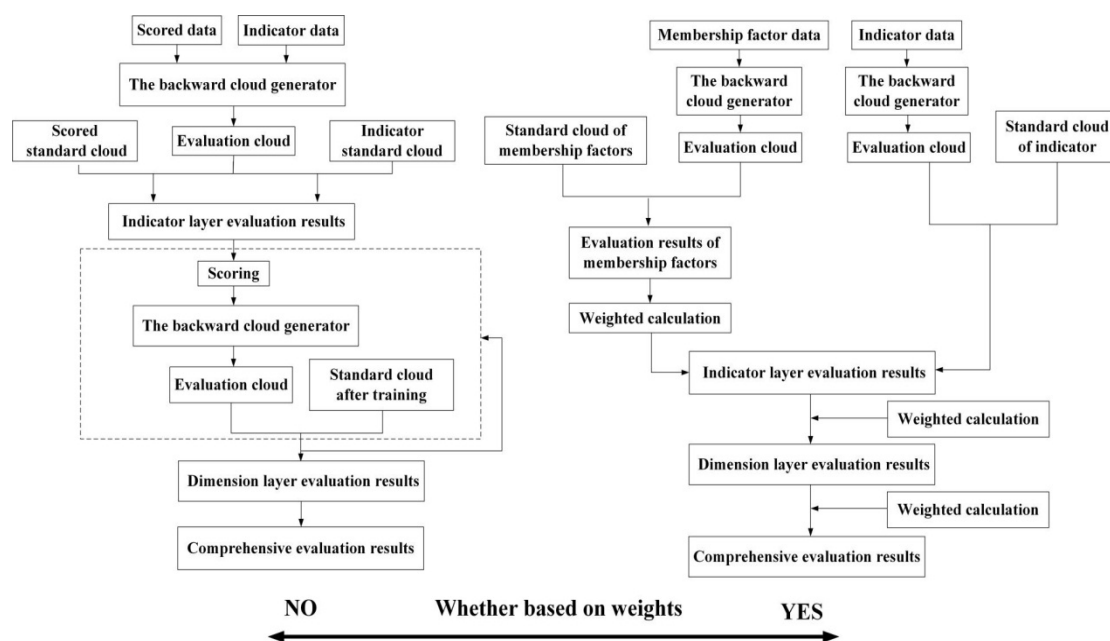 Scored data
Indicator data
The backward cloud generator
Scored
standard cloud
Evaluation cloud
Indicator
standard cloud
Indicator layer evaluation results
Scoring
The backward cloud generator
Evaluation cloud
Standard cloud
after training
Dimension layer evaluation results
Comprehensive evaluation results
Membership factor data
Indicator data
The backward
cloud generator
The backward
cloud generator
Standard cloud of
membership factors
Evaluation cloud
Evaluation cloud
Standard cloud
of indicator
Evaluation results of
membership factors
Weighted calculation
Indicator layer evaluation results
Weighted calculation
Dimension layer evaluation results
Weighted calculation
Comprehensive evaluation results
NO Whether based on weights YES